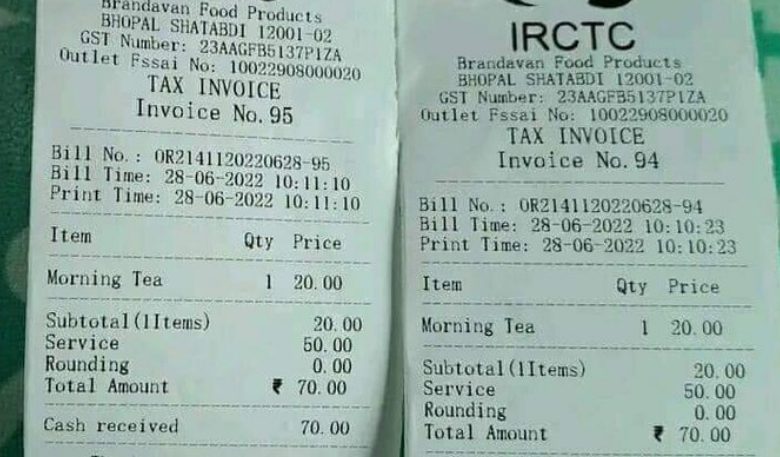 Brandavan Food Products
BHOPAL SHATABDI 12001-02
GST Number: 23AAGFB5137P1ZA
Outlet Fssai No: 10022908000020
TAX INVOICE
Invoice No. 95
Bill No.: OR2141120220628-95
Bill Time: 28-06-2022 10:11:10
Print Time: 28-06-2022 10:11:10
Item Qty Price
Morning Tea 1 20.00
Subtotal(1Items) 20.00
Service 50.00
Rounding 0.00
Total Amount ₹ 70.00
Cash received 70.00
IRCTC
Brandavan Food Products
BHOPAL SHATABDI 12001-02
GST Number: 23AAGFB5137P1ZA
Outlet Fssai No: 10022908000020
TAX INVOICE
Invoice No. 94
Bill No.: OR2141120220628-94
Bill Time: 28-06-2022 10:10:23
Print Time: 28-06-2022 10:10:23
Item Qty Price
Morning Tea 1 20.00
Subtotal(1Items) 20.00
Service 50.00
Rounding 0.00
Total Amount ₹ 70.00